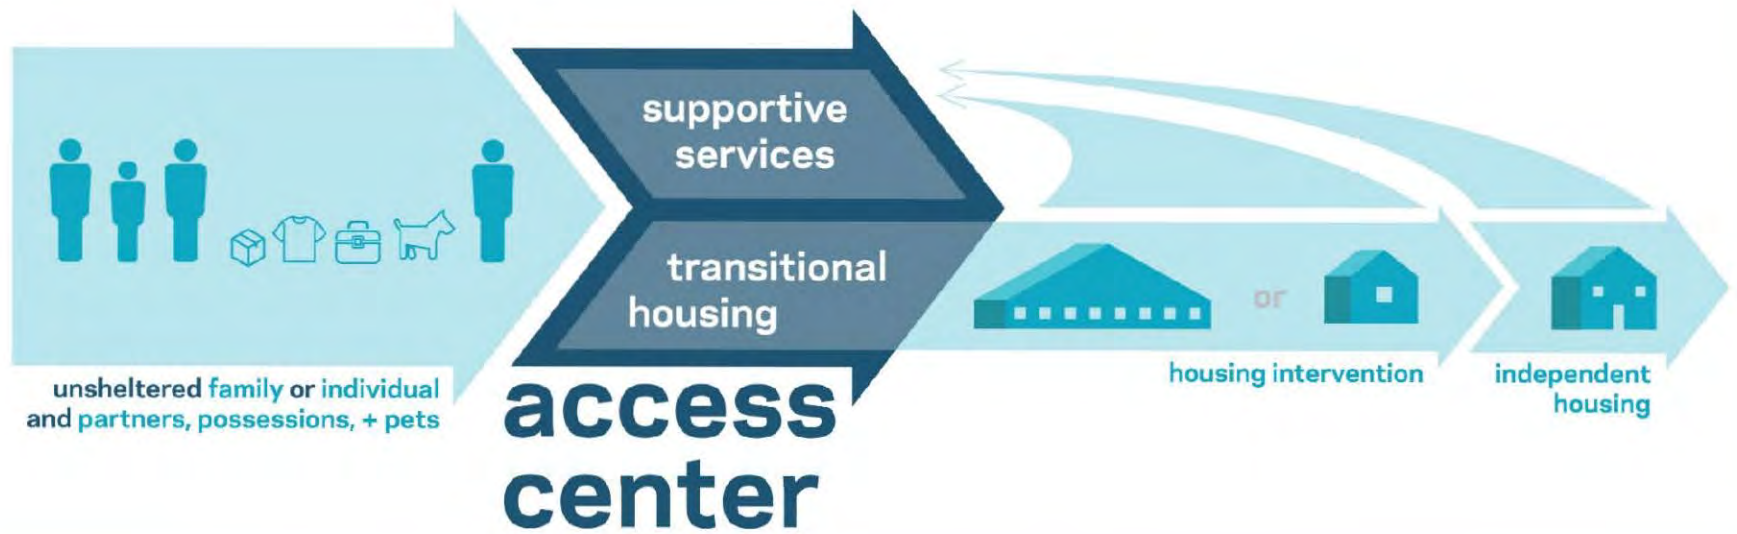 supportive
services
transitional
housing
or
unsheltered family or individual
and partners, possessions, + pets
access
center
housing intervention
independent
housing